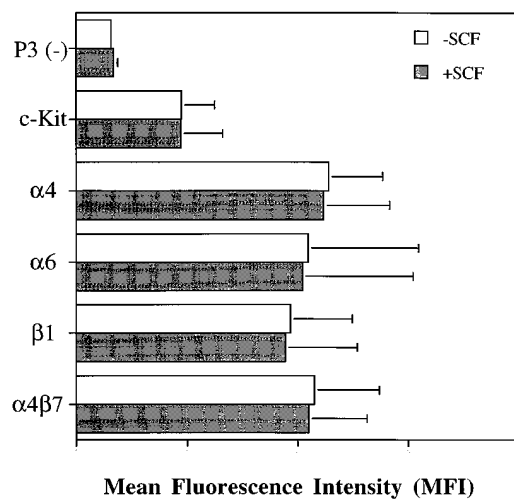 P3 (-)
-SCF
+SCF
c-Kit
α4
α6
β1
α4β7
Mean Fluorescence Intensity (MFI)